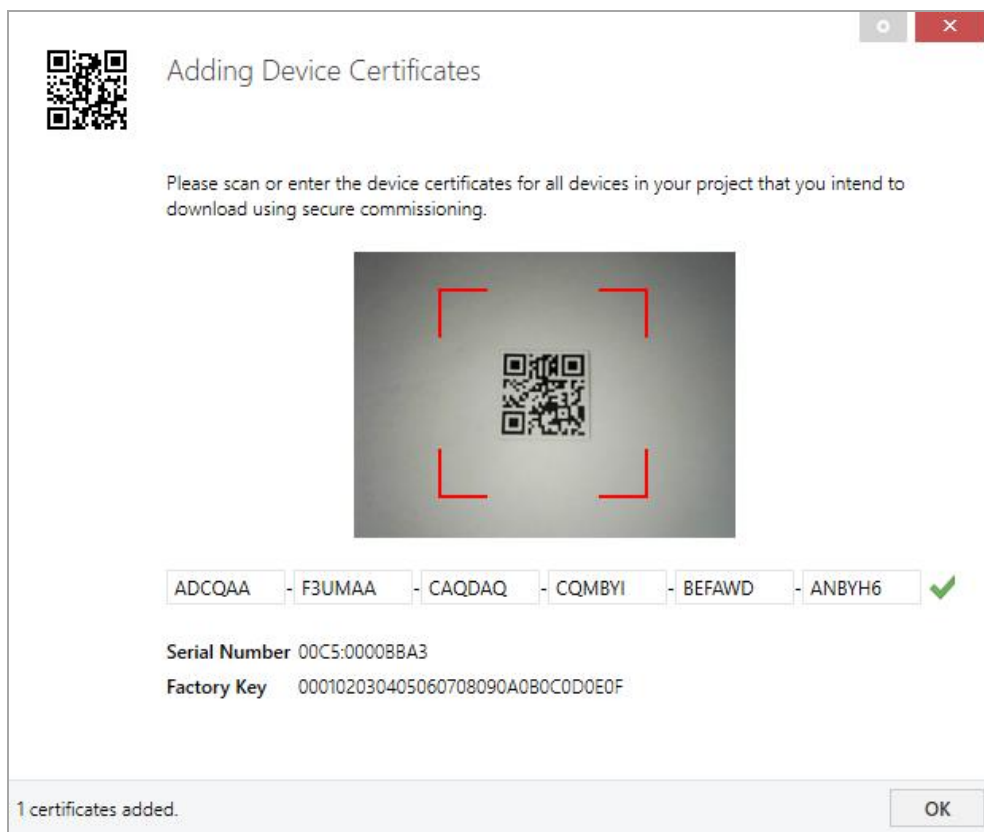 Adding Device Certificates
Please scan or enter the device certificates for all devices in your project that you intend to
download using secure commissioning.
ADCQAA - F3UMAA - CAQDAQ - CQMBYI - BEFAWD - ANBYH6
Serial Number 00C5:0000BBA3
Factory Key 000102030405060708090A0B0C0D0E0F
1 certificates added.
OK